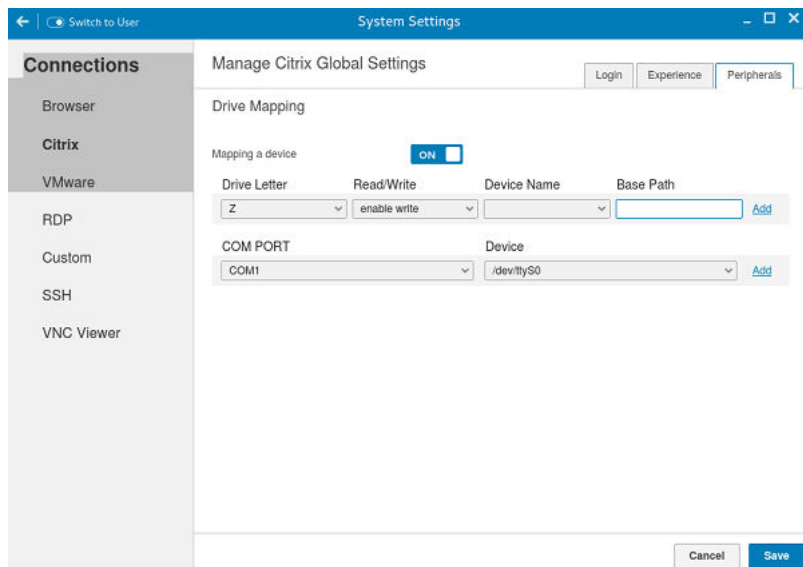 Switch to User
System Settings
Connections
Browser
Citrix
VMware
RDP
Custom
SSH
VNC Viewer
Manage Citrix Global Settings
Login Experience Peripherals
Drive Mapping
Mapping a device ON
Drive Letter Read/Write Device Name Base Path
Z enable write Add
COM PORT Device
COM1 /dev/ttyS0 Add
Cancel Save